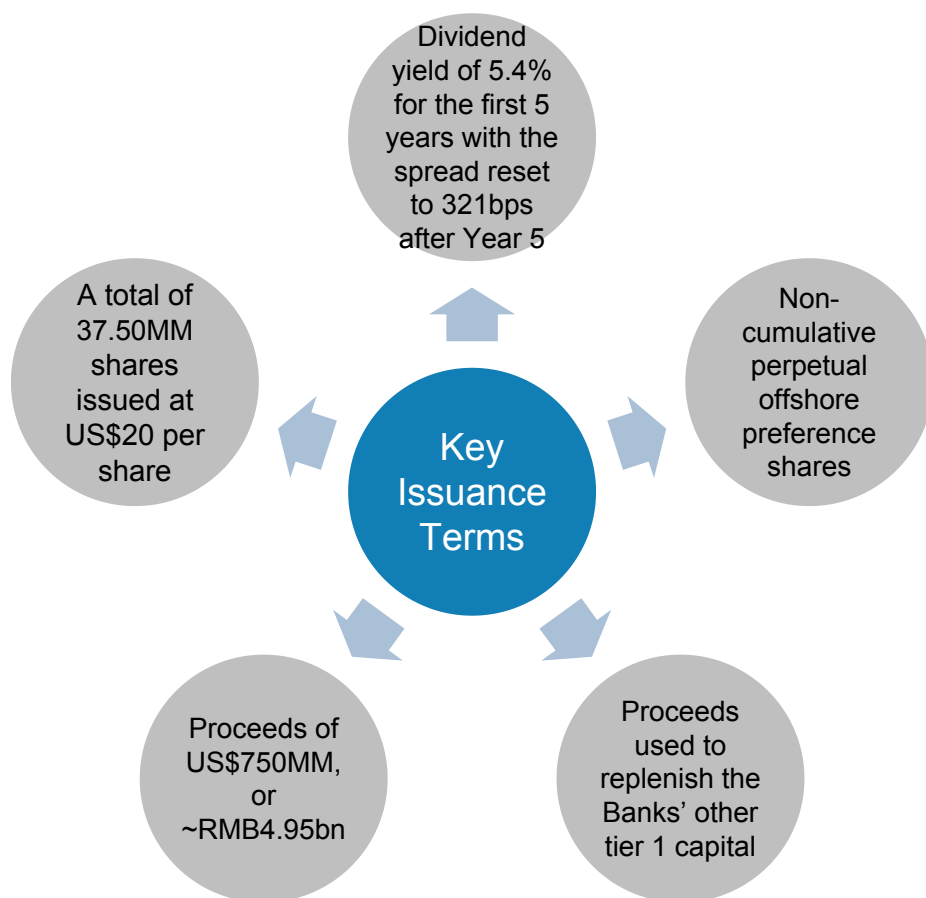 Dividend
yield of 5.4%
for the first 5
years with the
spread reset
to 321bps
after Year 5
A total of
37.50MM
shares
issued at
US$20 per
share
Non-
cumulative
perpetual
offshore
preference
shares
Key
Issuance
Terms
Proceeds of
US$750MM,
or
~RMB4.95bn
Proceeds
used to
replenish the
Banks’ other
tier 1 capital